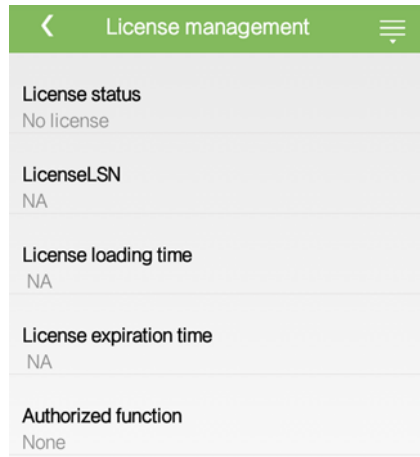 License management
License status
No license
LicenseLSN
NA
License loading time
NA
License expiration time
NA
Authorized function
None